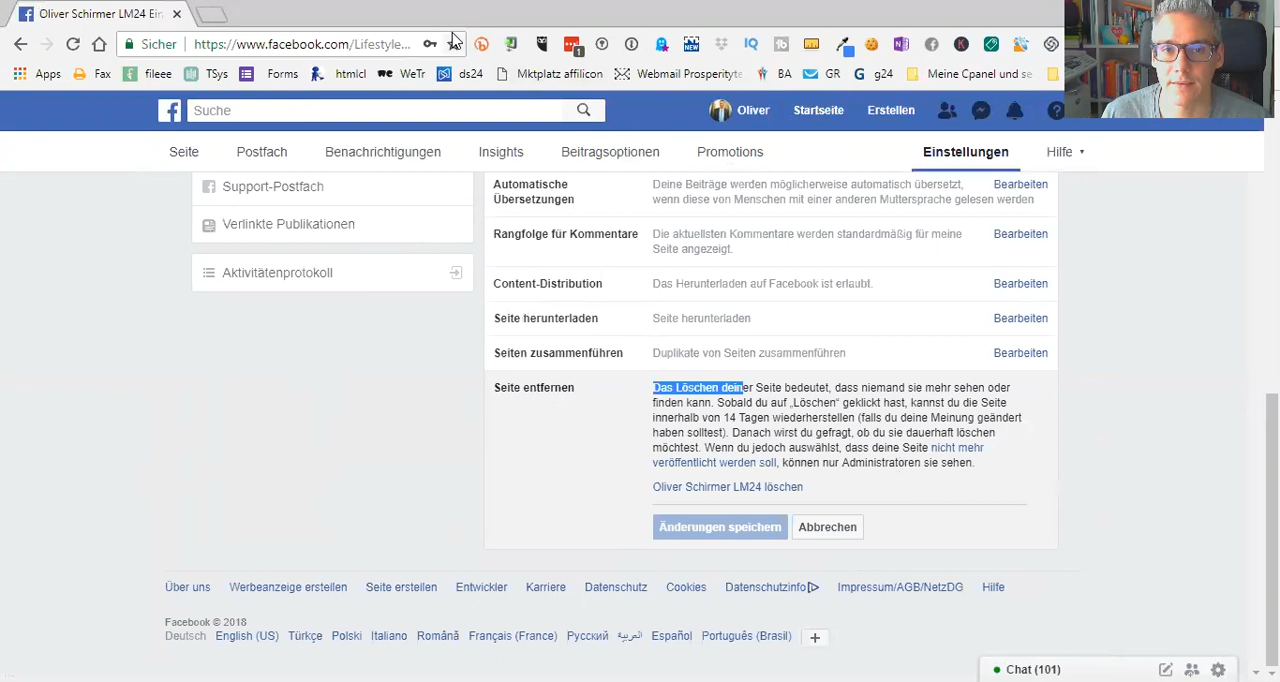 Oliver Schirmer LM24 Ein
Sicher https://www.facebook.com/Lifestyle...
Apps Fax fileee TSys Forms htmlcl WeTr ds24 Mktplatz affilicon Webmail Prosperityte BA GR g24 Meine Cpanel und se
Suche
Oliver Startseite Erstellen
Seite Postfach Benachrichtigungen Insights Beitragsoptionen Promotions Einstellungen Hilfe
Support-Postfach
Verlinkte Publikationen
Aktivitätenprotokoll
Automatische Übersetzungen
Deine Beiträge werden möglicherweise automatisch übersetzt,
wenn diese von Menschen mit einer anderen Muttersprache gelesen werden
Bearbeiten
Rangfolge für Kommentare
Die aktuellsten Kommentare werden standardmäßig für meine
Seite angezeigt.
Bearbeiten
Content-Distribution Das Herunterladen auf Facebook ist erlaubt. Bearbeiten
Seite herunterladen Seite herunterladen Bearbeiten
Seiten zusammenführen Duplikate von Seiten zusammenführen Bearbeiten
Seite entfernen
Das Löschen deiner Seite bedeutet, dass niemand sie mehr sehen oder
finden kann. Sobald du auf „Löschen“ geklickt hast, kannst du die Seite
innerhalb von 14 Tagen wiederherstellen (falls du deine Meinung geändert
haben solltest). Danach wirst du gefragt, ob du sie dauerhaft löschen
möchtest. Wenn du jedoch auswählst, dass deine Seite nicht mehr
veröffentlicht werden soll, können nur Administratoren sie sehen.
Oliver Schirmer LM24 löschen
Änderungen speichern Abbrechen
Über uns Werbeanzeige erstellen Seite erstellen Entwickler Karriere Datenschutz Cookies Datenschutzinfo Impressum/AGB/NetzDG Hilfe
Facebook © 2018
Deutsch English (US) Türkçe Polski Italiano Română Français (France) Русский العربية Español Português (Brasil)
Chat (101)